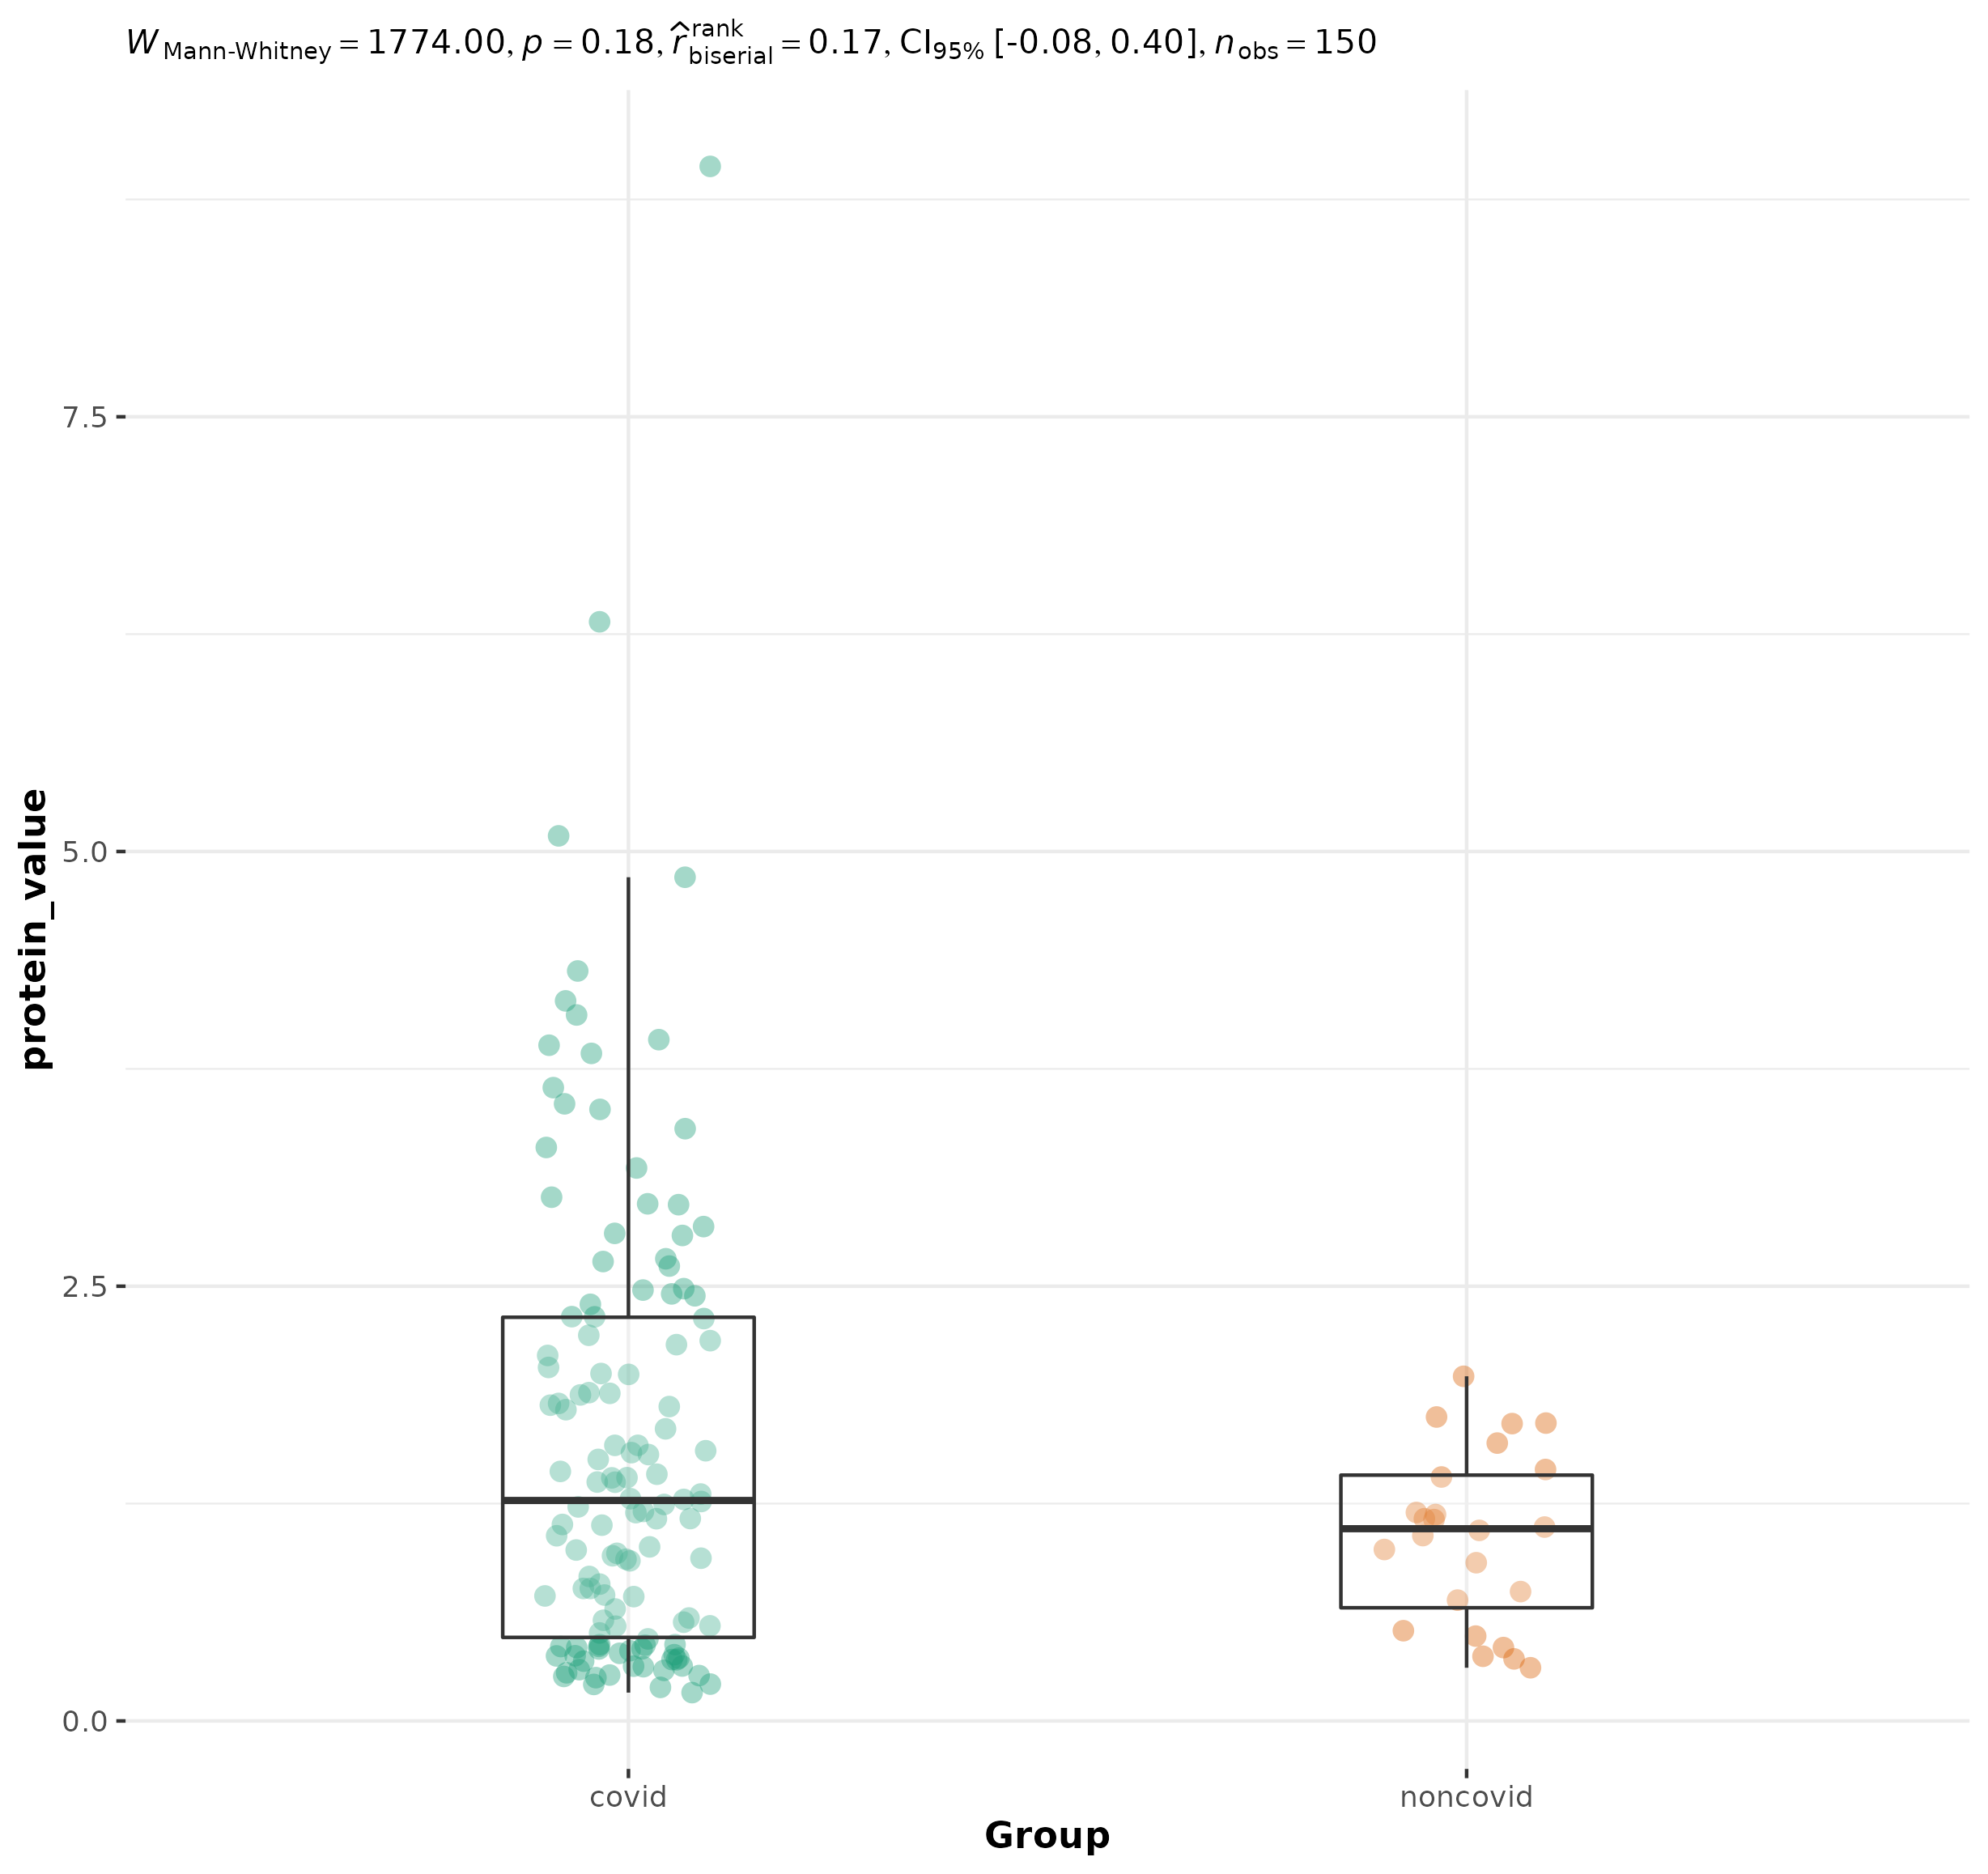 W Mann-Whitney = 1774.00, p = 0.18, r̂ rank biserial = 0.17, CI95% [-0.08, 0.40], nobs = 150
7.5
5.0
2.5
0.0
protein_value
covid noncovid
Group